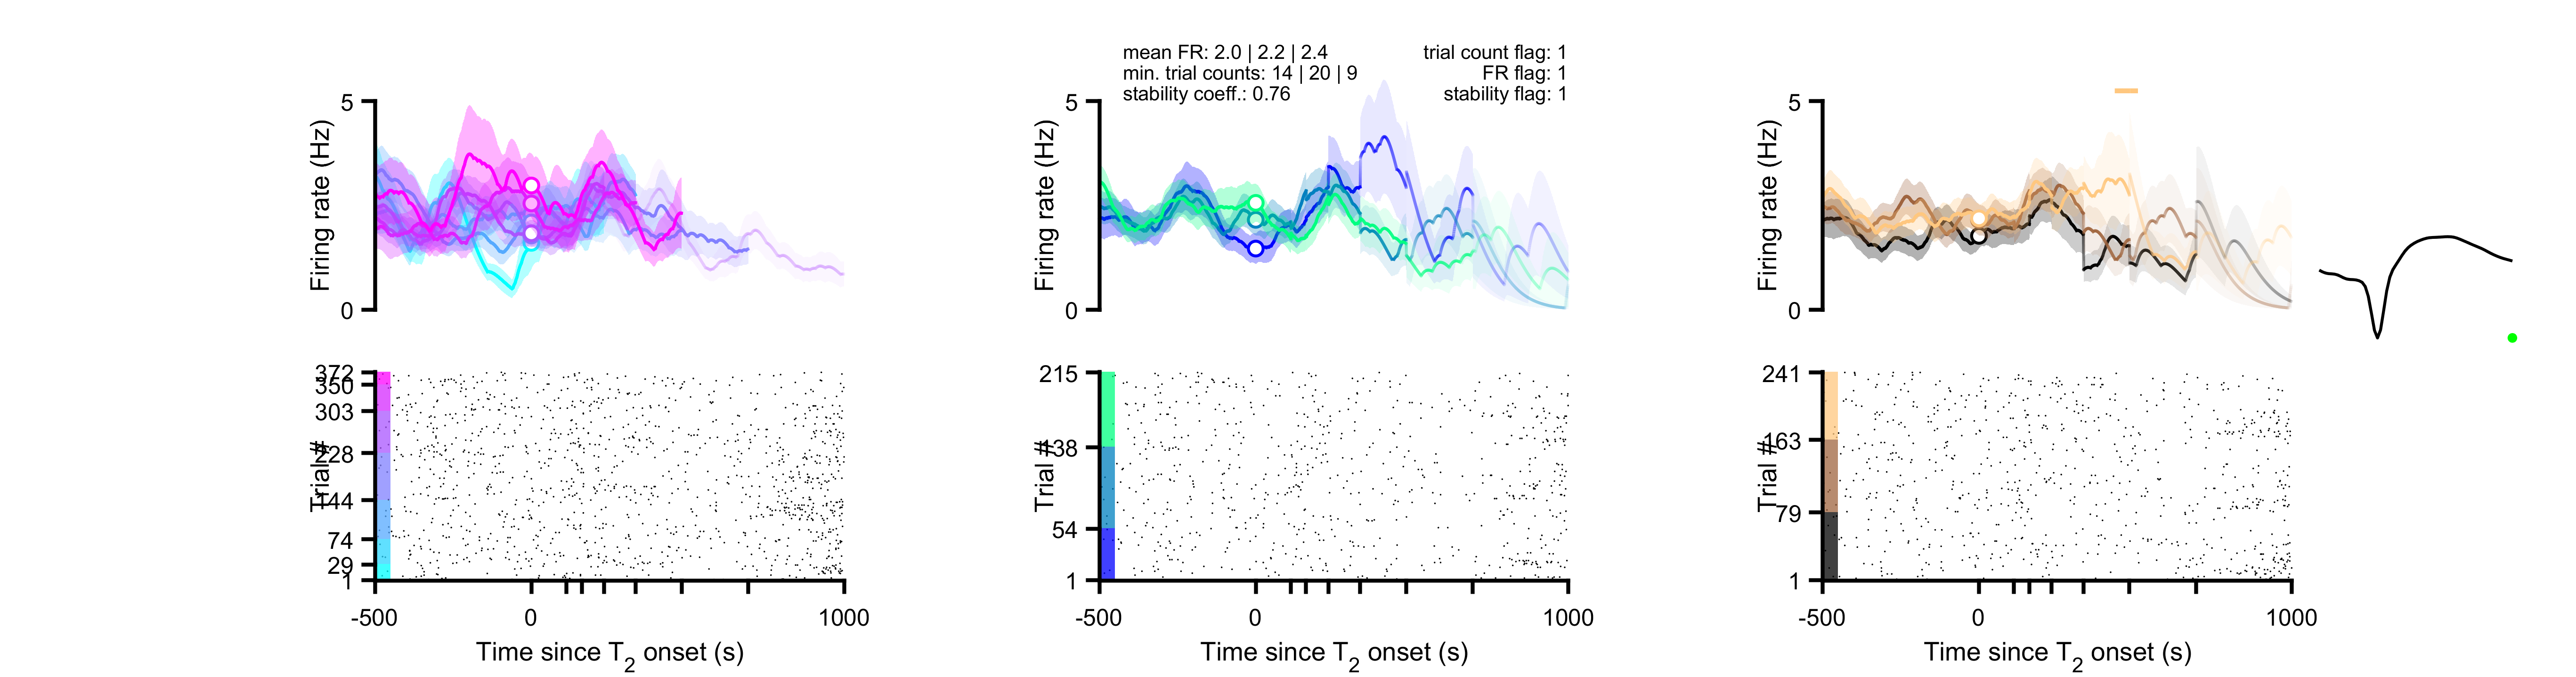 mean FR: 2.0 | 2.2 | 2.4
min. trial counts: 14 | 20 | 9
stability coeff.: 0.76
trial count flag: 1
FR flag: 1
stability flag: 1
Firing rate (Hz)
5
0
Firing rate (Hz)
5
0
Firing rate (Hz)
5
0
Trial #
372
350
303
228
144
74
29
1
-500
0
1000
Time since T2 onset (s)
Trial #
215
138
54
1
-500
0
1000
Time since T2 onset (s)
Trial #
241
163
79
1
-500
0
1000
Time since T2 onset (s)